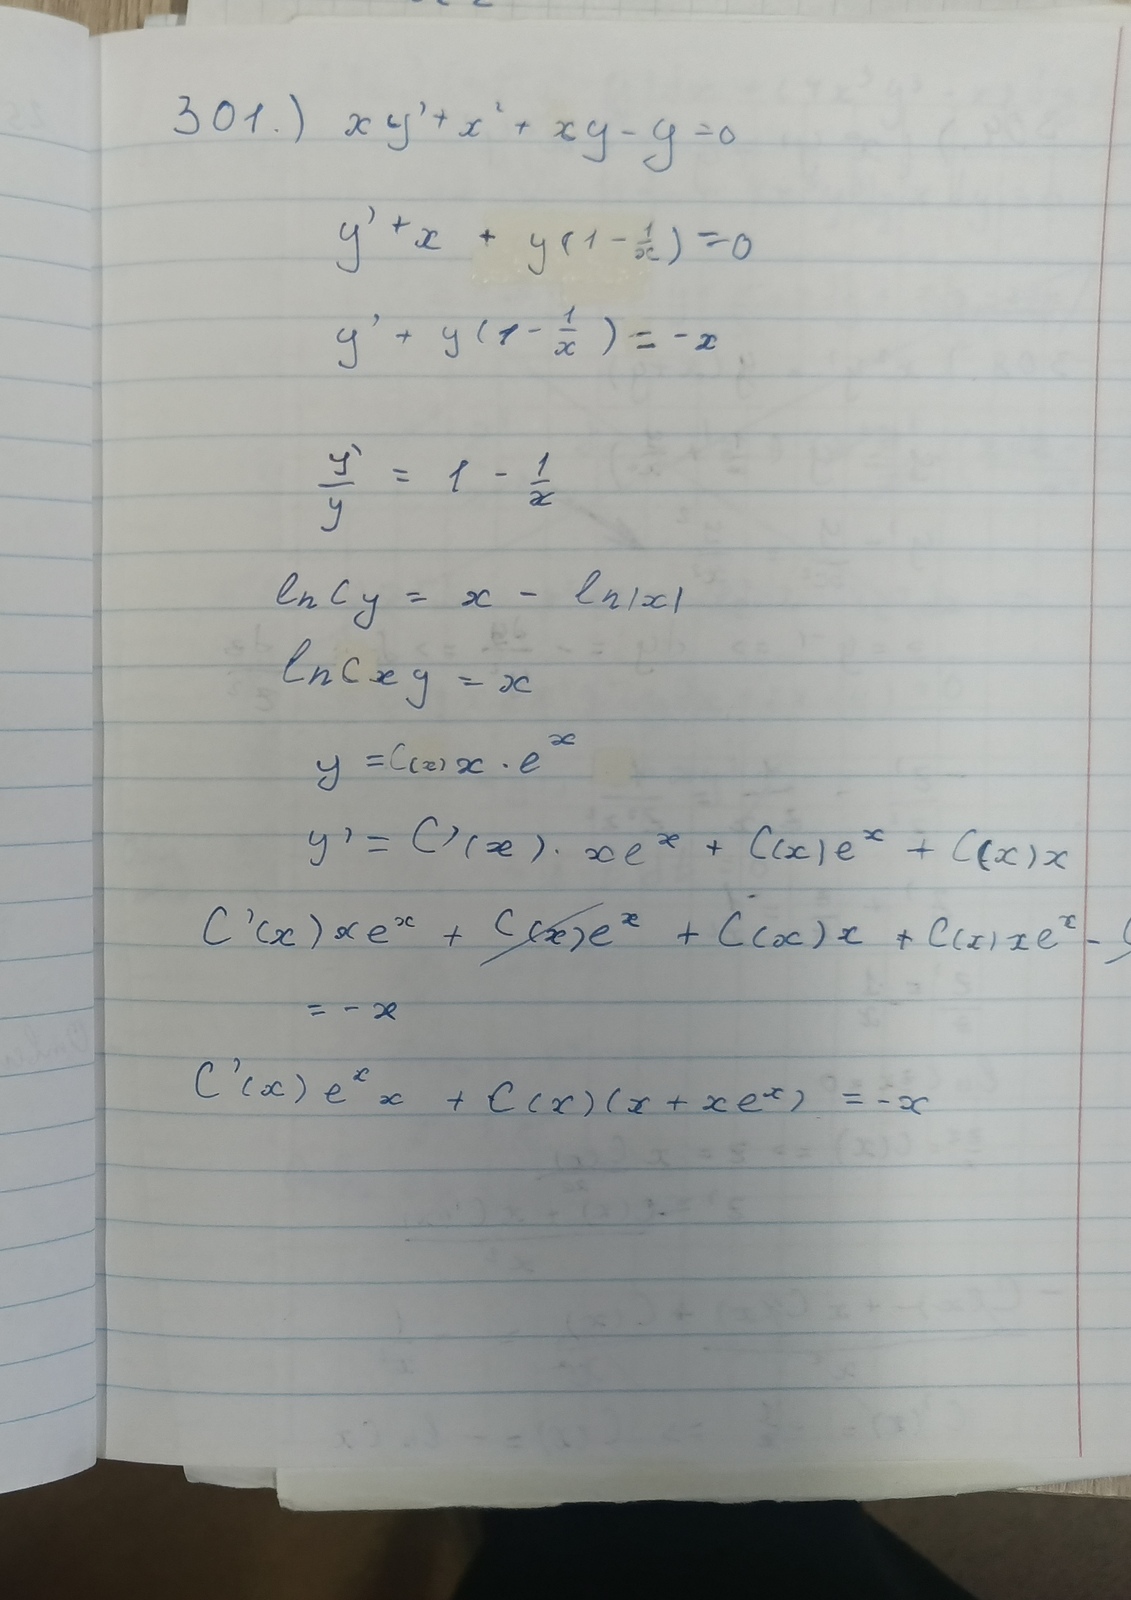 301.) xy' + x² + xy - y = 0
y' + x + y(1 - 1/x) = 0
y' + y(1 - 1/x) = -x
y'/y = 1 - 1/x
ln Cy = x - ln|x|
ln Cxy = x
y = C(x) x · e^x
y' = C'(x) · xe^x + C(x)e^x + C(x)x
C'(x)xe^x + C(x)e^x + C(x)x + C(x)xe^x -
= -x
C'(x)e^x x + C(x)(x + xe^x) = -x